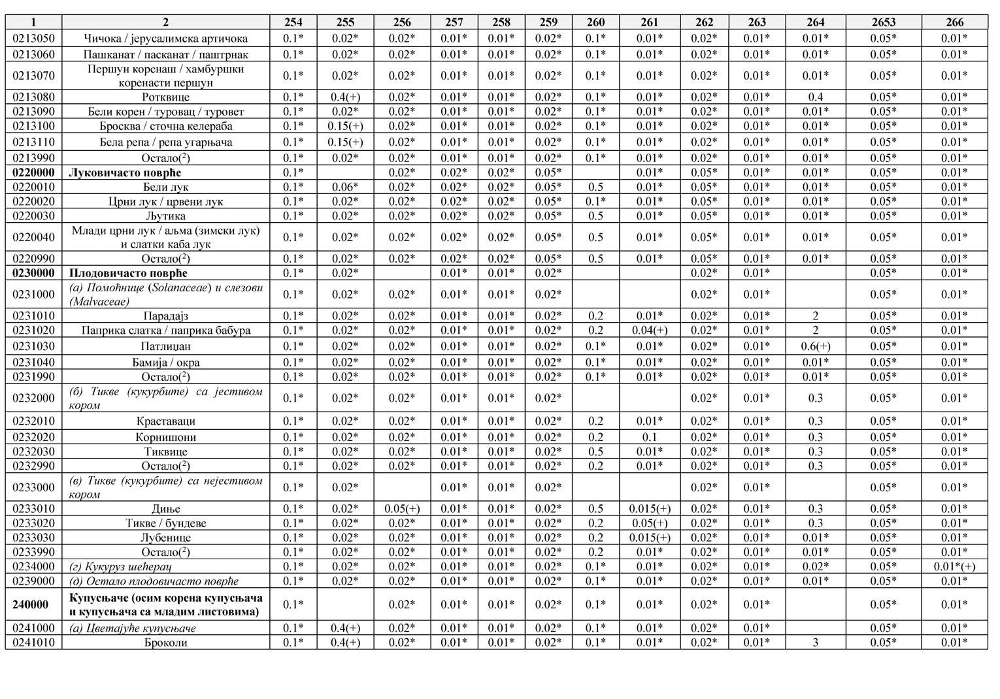 1 2 254 255 256 257 258 259 260 261 262 263 264 2653 266
0213050 Чичока / јерусалимска артичока 0.1* 0.02* 0.02* 0.01* 0.01* 0.02* 0.1* 0.01* 0.02* 0.01* 0.01* 0.05* 0.01*
0213060 Пашканат / пасканат / паштрнак 0.1* 0.02* 0.02* 0.01* 0.01* 0.02* 0.1* 0.01* 0.02* 0.01* 0.01* 0.05* 0.01*
0213070 Першун коренаш / хамбуршки
коренасти першун 0.1* 0.02* 0.02* 0.01* 0.01* 0.02* 0.1* 0.01* 0.02* 0.01* 0.01* 0.05* 0.01*
0213080 Ротквице 0.1* 0.4(+) 0.02* 0.01* 0.01* 0.02* 0.1* 0.01* 0.02* 0.01* 0.4 0.05* 0.01*
0213090 Бели корен / туровац / туровет 0.1* 0.02* 0.02* 0.01* 0.01* 0.02* 0.1* 0.01* 0.02* 0.01* 0.01* 0.05* 0.01*
0213100 Бросква / сточна келераба 0.1* 0.15(+) 0.02* 0.01* 0.01* 0.02* 0.1* 0.01* 0.02* 0.01* 0.01* 0.05* 0.01*
0213110 Бела репа / репа угарњача 0.1* 0.15(+) 0.02* 0.01* 0.01* 0.02* 0.1* 0.01* 0.02* 0.01* 0.01* 0.05* 0.01*
0213990 Остало(²) 0.1* 0.02* 0.02* 0.01* 0.01* 0.02* 0.1* 0.01* 0.02* 0.01* 0.01* 0.05* 0.01*
0220000 Луковичасто поврће 0.1* 0.02* 0.02* 0.02* 0.05* 0.01* 0.05* 0.01* 0.01* 0.05* 0.01*
0220010 Бели лук 0.1* 0.06* 0.02* 0.02* 0.02* 0.05* 0.5 0.01* 0.05* 0.01* 0.01* 0.05* 0.01*
0220020 Црни лук / црвени лук 0.1* 0.02* 0.02* 0.02* 0.02* 0.05* 0.1* 0.01* 0.05* 0.01* 0.01* 0.05* 0.01*
0220030 Љутика 0.1* 0.02* 0.02* 0.02* 0.02* 0.05* 0.5 0.01* 0.05* 0.01* 0.01* 0.05* 0.01*
0220040 Млади црни лук / аљма (зимски лук)
и слатки каба лук 0.1* 0.02* 0.02* 0.02* 0.02* 0.05* 0.5 0.01* 0.05* 0.01* 0.01* 0.05* 0.01*
0220990 Остало(²) 0.1* 0.02* 0.02* 0.02* 0.02* 0.05* 0.5 0.01* 0.05* 0.01* 0.01* 0.05* 0.01*
0230000 Плодовичасто поврће 0.1* 0.02* 0.01* 0.01* 0.02* 0.02* 0.01* 0.05* 0.01*
0231000 (а) Помоћнице (Solanaceae) и слезови
(Malvaceae) 0.1* 0.02* 0.02* 0.01* 0.01* 0.02* 0.02* 0.01* 0.05* 0.01*
0231010 Парадајз 0.1* 0.02* 0.02* 0.01* 0.01* 0.02* 0.2 0.01* 0.02* 0.01* 2 0.05* 0.01*
0231020 Паприка слатка / паприка бабура 0.1* 0.02* 0.02* 0.01* 0.01* 0.02* 0.2 0.04(+) 0.02* 0.01* 2 0.05* 0.01*
0231030 Патлиџан 0.1* 0.02* 0.02* 0.01* 0.01* 0.02* 0.1* 0.01* 0.02* 0.01* 0.6(+) 0.05* 0.01*
0231040 Бамија / окра 0.1* 0.02* 0.02* 0.01* 0.01* 0.02* 0.1* 0.01* 0.02* 0.01* 0.01* 0.05* 0.01*
0231990 Остало(²) 0.1* 0.02* 0.02* 0.01* 0.01* 0.02* 0.1* 0.01* 0.02* 0.01* 0.01* 0.05* 0.01*
0232000 (б) Тикве (кукурбите) са јестивом
кором 0.1* 0.02* 0.02* 0.01* 0.01* 0.02* 0.02* 0.01* 0.3 0.05* 0.01*
0232010 Краставаци 0.1* 0.02* 0.02* 0.01* 0.01* 0.02* 0.2 0.01* 0.02* 0.01* 0.3 0.05* 0.01*
0232020 Корнишони 0.1* 0.02* 0.02* 0.01* 0.01* 0.02* 0.2 0.1 0.02* 0.01* 0.3 0.05* 0.01*
0232030 Тиквице 0.1* 0.02* 0.02* 0.01* 0.01* 0.02* 0.5 0.01* 0.02* 0.01* 0.3 0.05* 0.01*
0232990 Остало(²) 0.1* 0.02* 0.02* 0.01* 0.01* 0.02* 0.2 0.01* 0.02* 0.01* 0.3 0.05* 0.01*
0233000 (в) Тикве (кукурбите) са нејестивом
кором 0.1* 0.02* 0.01* 0.01* 0.02* 0.02* 0.01* 0.05* 0.01*
0233010 Диње 0.1* 0.02* 0.05(+) 0.01* 0.01* 0.02* 0.5 0.015(+) 0.02* 0.01* 0.3 0.05* 0.01*
0233020 Тикве / бундеве 0.1* 0.02* 0.02* 0.01* 0.01* 0.02* 0.2 0.05(+) 0.02* 0.01* 0.3 0.05* 0.01*
0233030 Лубенице 0.1* 0.02* 0.02* 0.01* 0.01* 0.02* 0.2 0.015(+) 0.02* 0.01* 0.01* 0.05* 0.01*
0233990 Остало(²) 0.1* 0.02* 0.02* 0.01* 0.01* 0.02* 0.2 0.01* 0.02* 0.01* 0.01* 0.05* 0.01*
0234000 (г) Кукуруз шећерац 0.1* 0.02* 0.02* 0.01* 0.01* 0.02* 0.1* 0.01* 0.02* 0.01* 0.02* 0.05* 0.01*(+)
0239000 (д) Остало плодовичасто поврће 0.1* 0.02* 0.02* 0.01* 0.01* 0.02* 0.1* 0.01* 0.02* 0.01* 0.01* 0.05* 0.01*
240000 Купусњаче (осим корена купусњача
и купусњача са младим листовима) 0.1* 0.02* 0.01* 0.01* 0.02* 0.1* 0.01* 0.02* 0.01* 0.05* 0.01*
0241000 (а) Цветајуће купусњаче 0.1* 0.4(+) 0.02* 0.01* 0.01* 0.02* 0.1* 0.01* 0.02* 0.01* 0.05* 0.01*
0241010 Броколи 0.1* 0.4(+) 0.02* 0.01* 0.01* 0.02* 0.1* 0.01* 0.02* 0.01* 3 0.05* 0.01*